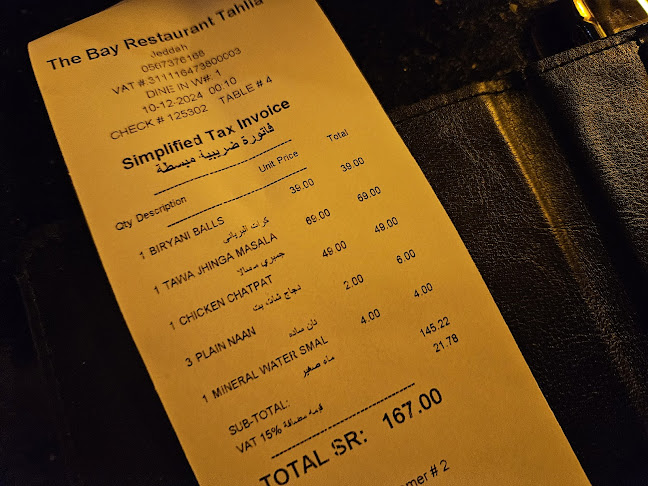 The Bay Restaurant Tahlia
Jeddah
0567376166
VAT # 311116473800003
DINE IN W#: 1
10-12-2024 00:10
CHECK # 125302 TABLE # 4
Simplified Tax Invoice
فاتورة ضريبية مبسطة
Qty Description Unit Price Total
1 BIRYANI BALLS 39.00 39.00
كرات البرياني
1 TAWA JHINGA MASALA 69.00 69.00
جمبري مسالا
1 CHICKEN CHATPAT 49.00 49.00
دجاج شات بت
3 PLAIN NAAN 2.00 6.00
نان ساده
1 MINERAL WATER SMAL 4.00 4.00
ماء صغير
SUB-TOTAL: 145.22
VAT 15% قيمه مضافة 21.78
TOTAL SR: 167.00
mer # 2